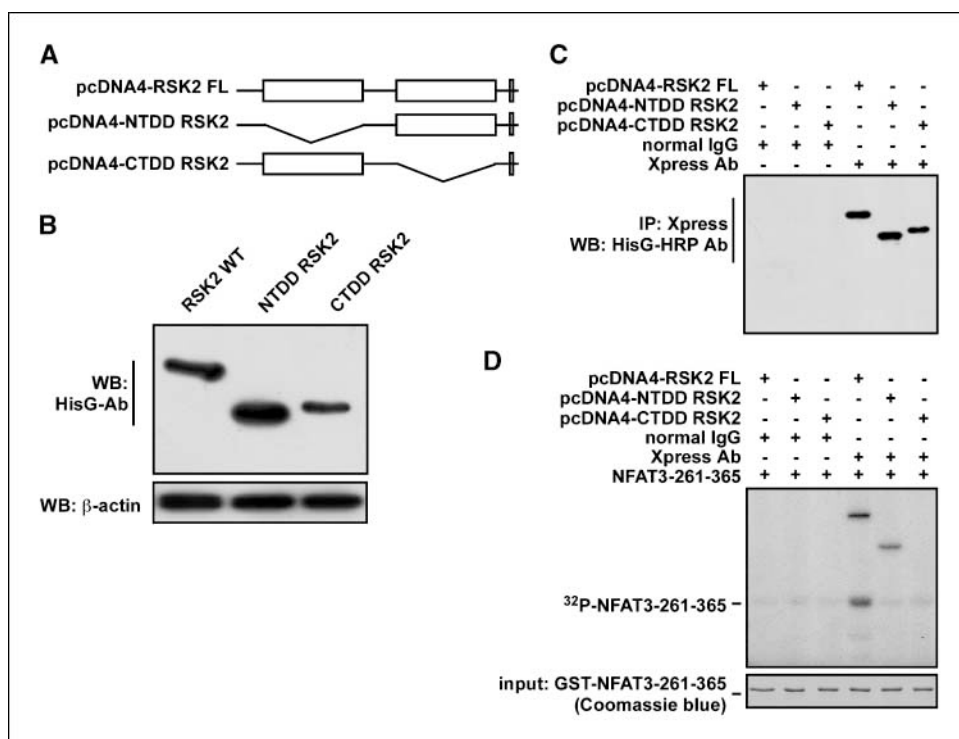 A
pcDNA4-RSK2 FL
pcDNA4-NTDD RSK2
pcDNA4-CTDD RSK2
B
RSK2 WT
NTDD RSK2
CTDD RSK2
WB:
HisG-Ab
WB: β-actin
C
pcDNA4-RSK2 FL + - - + - -
pcDNA4-NTDD RSK2 - + - - + -
pcDNA4-CTDD RSK2 - - + - - +
normal IgG + + + - - -
Xpress Ab - - - + + +
IP: Xpress
WB: HisG-HRP Ab
D
pcDNA4-RSK2 FL + - - + - -
pcDNA4-NTDD RSK2 - + - - + -
pcDNA4-CTDD RSK2 - - + - - +
normal IgG + + + - - -
Xpress Ab - - - + + +
NFAT3-261-365 + + + + + +
³²P-NFAT3-261-365
input: GST-NFAT3-261-365
(Coomassie blue)